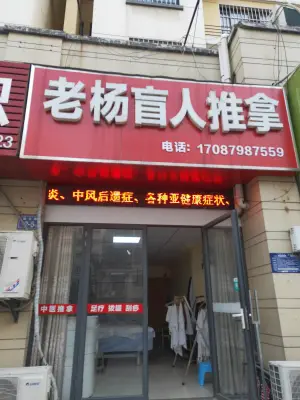 老杨盲人推拿
电话：17087987559
炎、中风后遗症、各种亚健康症状、
中医推拿
足疗 拔罐 刮痧
23